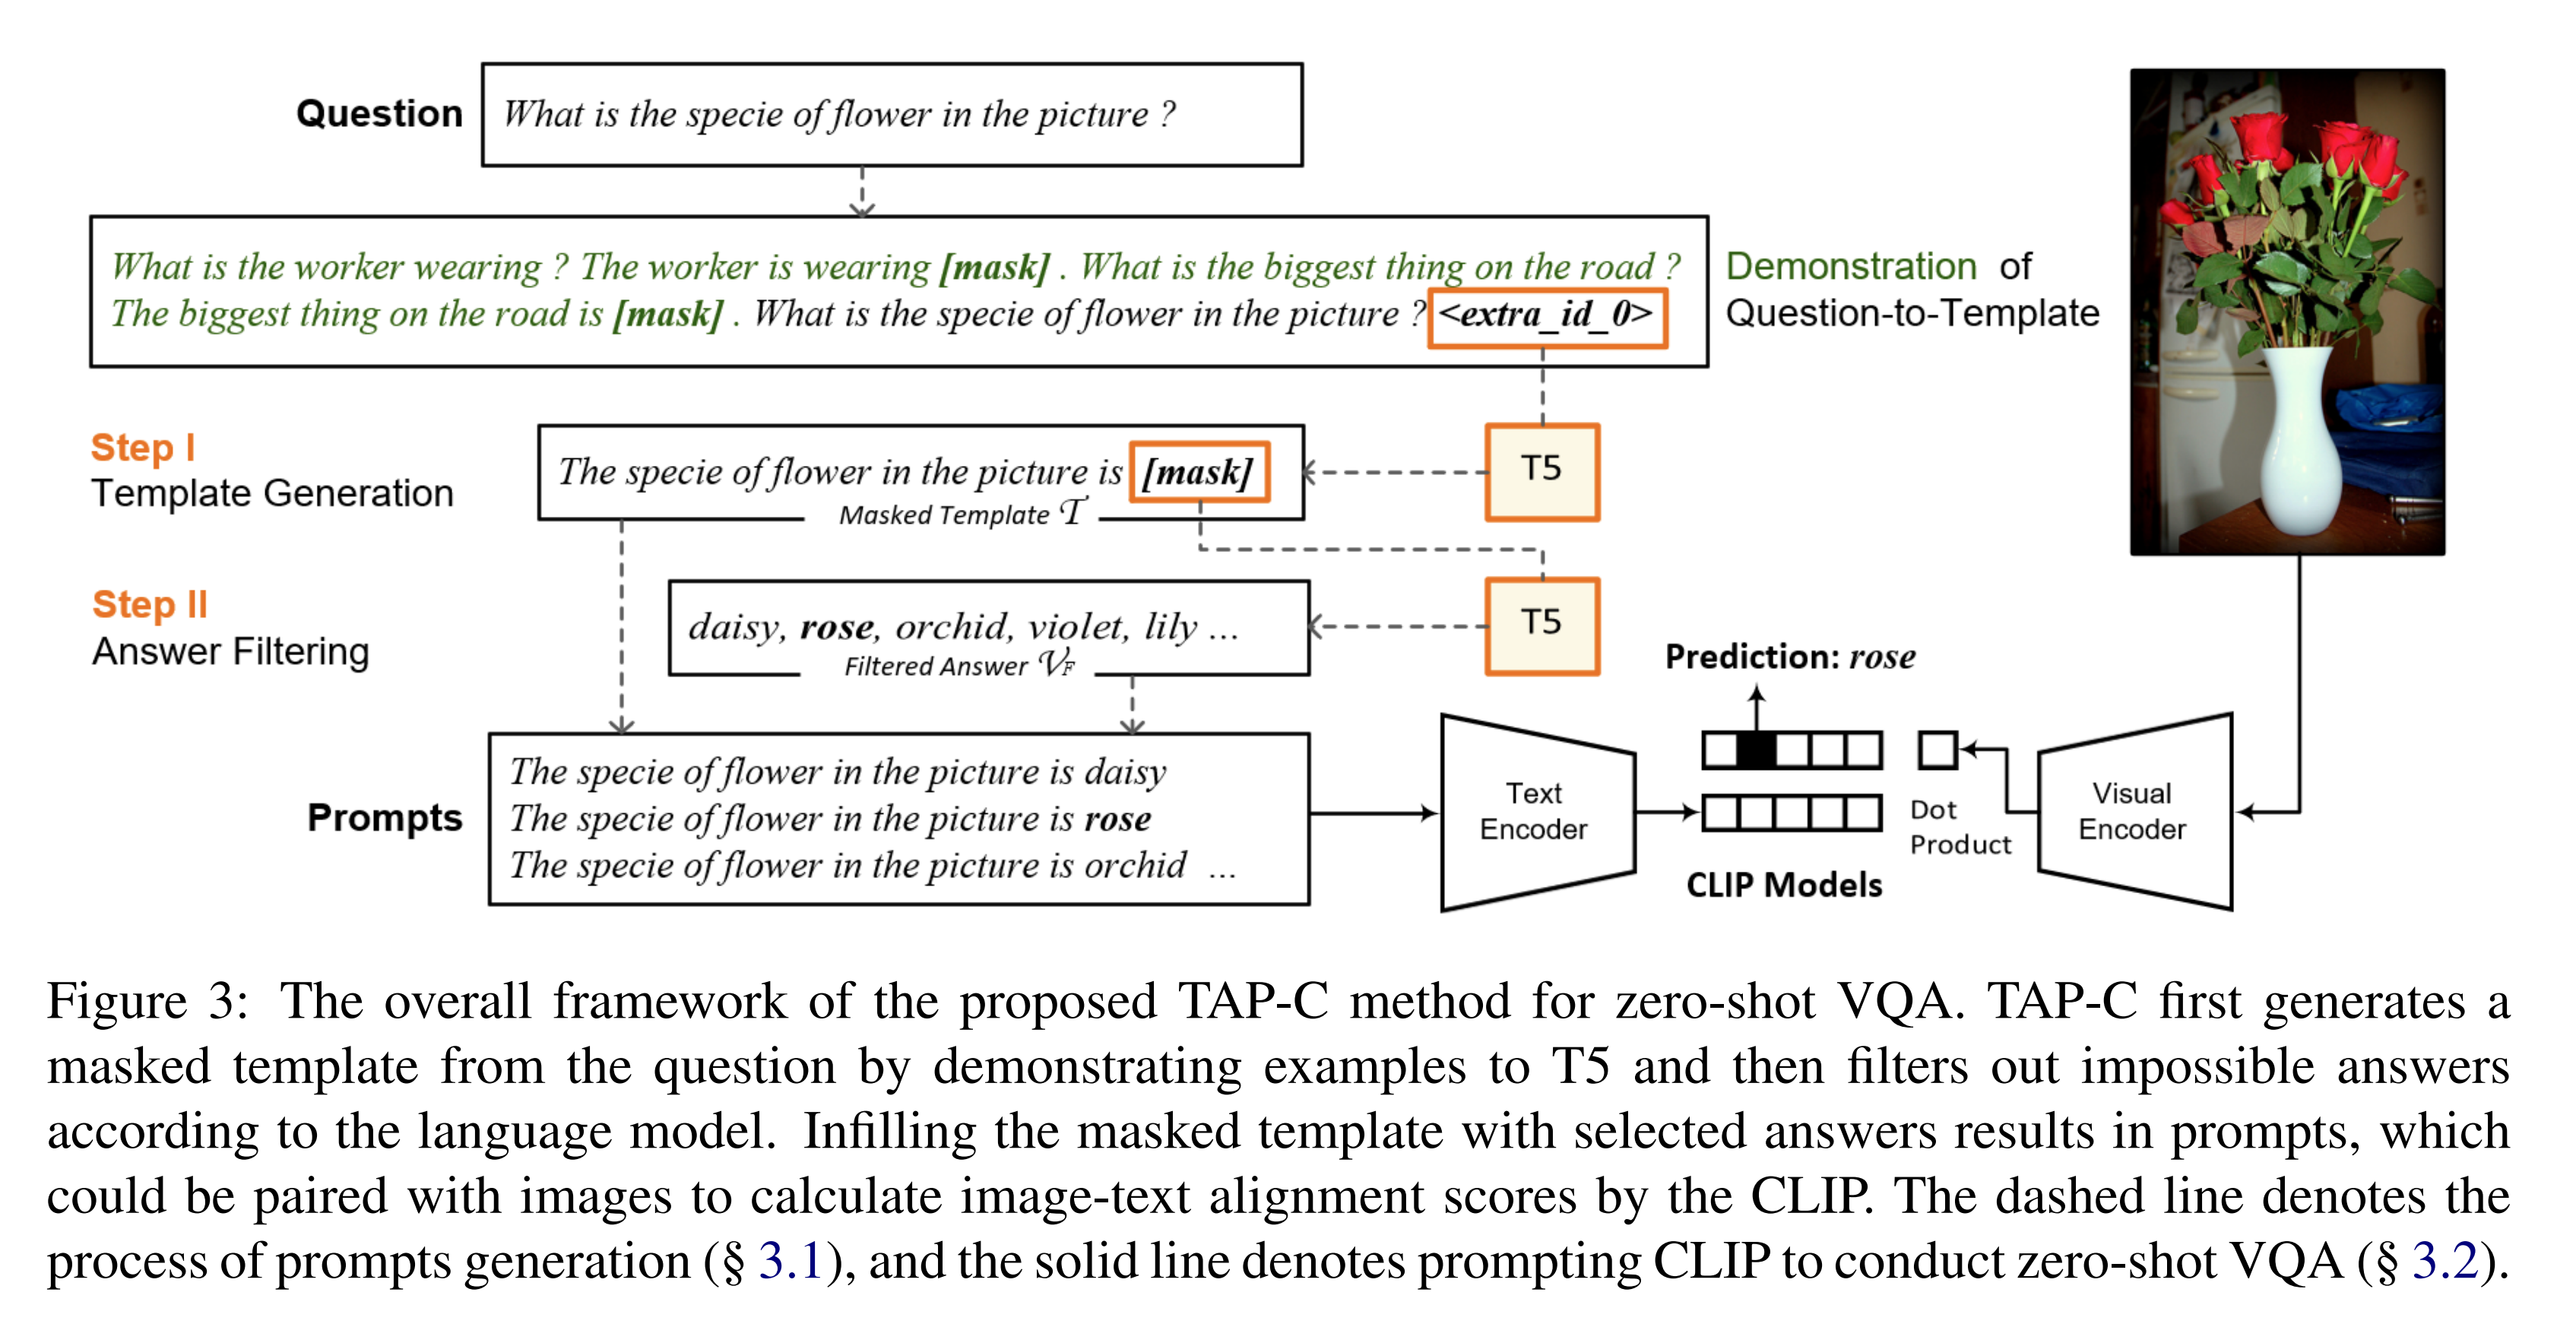 Question
What is the specie of flower in the picture ?
What is the worker wearing ? The worker is wearing [mask] . What is the biggest thing on the road ?
The biggest thing on the road is [mask] . What is the specie of flower in the picture ? <extra_id_0>
Demonstration of
Question-to-Template
Step I
Template Generation
The specie of flower in the picture is [mask]
Masked Template 𝒯
T5
Step II
Answer Filtering
daisy, rose, orchid, violet, lily ...
Filtered Answer 𝒱F
T5
Prompts
The specie of flower in the picture is daisy
The specie of flower in the picture is rose
The specie of flower in the picture is orchid ...
Text
Encoder
Prediction: rose
Dot
Product
CLIP Models
Visual
Encoder
Figure 3: The overall framework of the proposed TAP-C method for zero-shot VQA. TAP-C first generates a
masked template from the question by demonstrating examples to T5 and then filters out impossible answers
according to the language model. Infilling the masked template with selected answers results in prompts, which
could be paired with images to calculate image-text alignment scores by the CLIP. The dashed line denotes the
process of prompts generation (§ 3.1), and the solid line denotes prompting CLIP to conduct zero-shot VQA (§ 3.2).